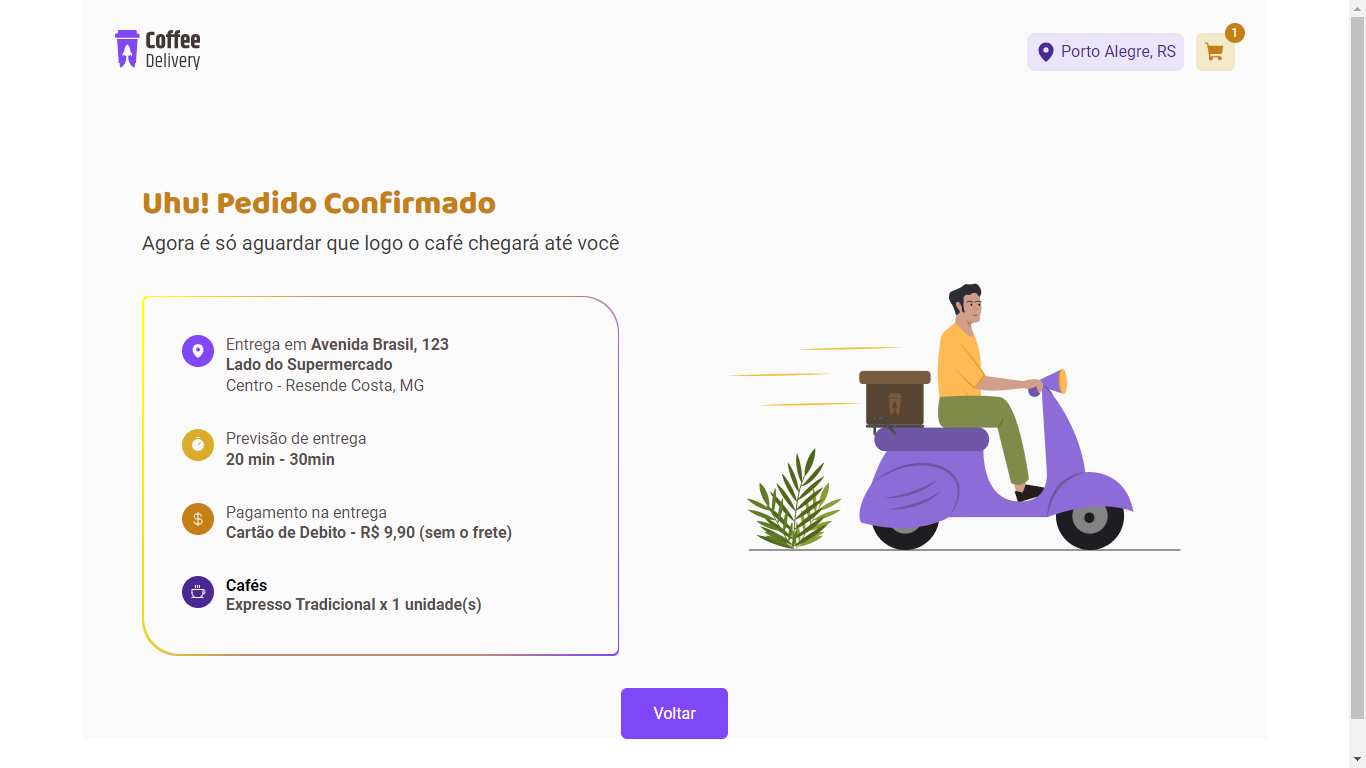 Coffee
Delivery
Porto Alegre, RS
1
Uhu! Pedido Confirmado
Agora é só aguardar que logo o café chegará até você
Entrega em Avenida Brasil, 123
Lado do Supermercado
Centro - Resende Costa, MG
Previsão de entrega
20 min - 30min
Pagamento na entrega
Cartão de Debito - R$ 9,90 (sem o frete)
Cafés
Expresso Tradicional x 1 unidade(s)
Voltar